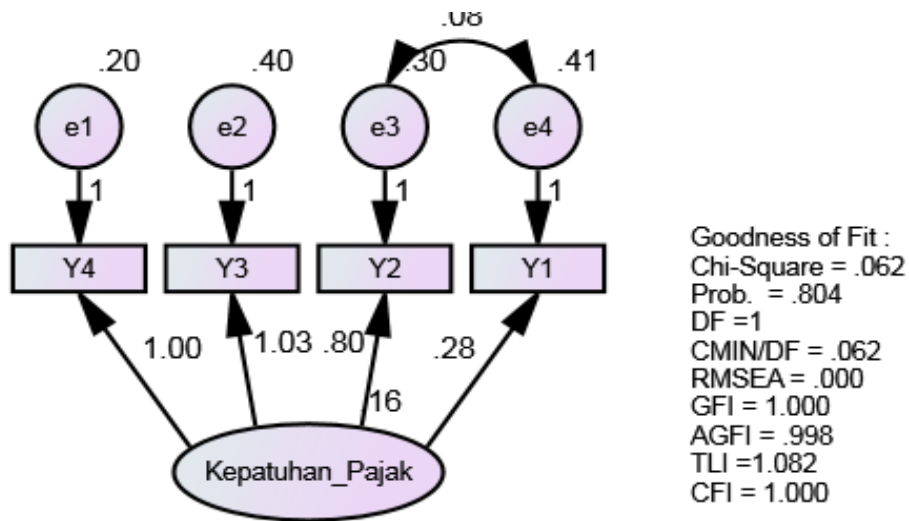 .08
.20 .40 .30 .41
e1 e2 e3 e4
1 1 1 1
Y4 Y3 Y2 Y1
1.00 1.03 .80 .28
.16
Kepatuhan_Pajak
Goodness of Fit :
Chi-Square = .062
Prob. = .804
DF =1
CMIN/DF = .062
RMSEA = .000
GFI = 1.000
AGFI = .998
TLI =1.082
CFI = 1.000